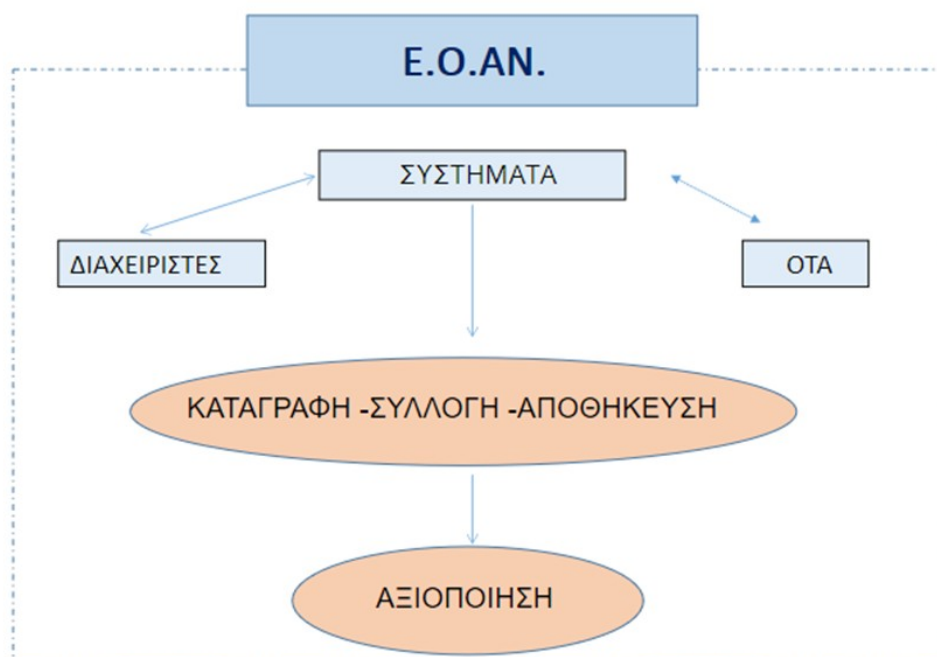 Ε.Ο.ΑΝ.
ΣΥΣΤΗΜΑΤΑ
ΔΙΑΧΕΙΡΙΣΤΕΣ
ΟΤΑ
ΚΑΤΑΓΡΑΦΗ -ΣΥΛΛΟΓΗ -ΑΠΟΘΗΚΕΥΣΗ
ΑΞΙΟΠΟΙΗΣΗ